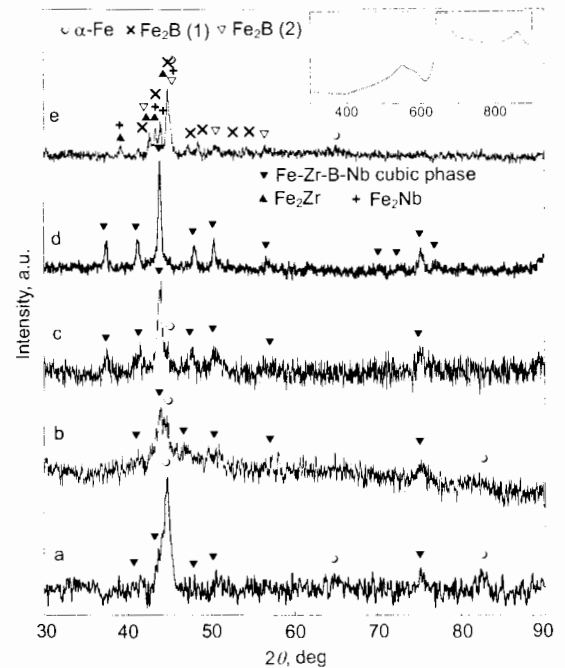 α-Fe × Fe₂B (1) ▽ Fe₂B (2)
400 600 800
e
▼ Fe-Zr-B-Nb cubic phase
▲ Fe₂Zr + Fe₂Nb
d
c
b
a
Intensity, a.u.
30 40 50 60 70 80 90
2θ, deg